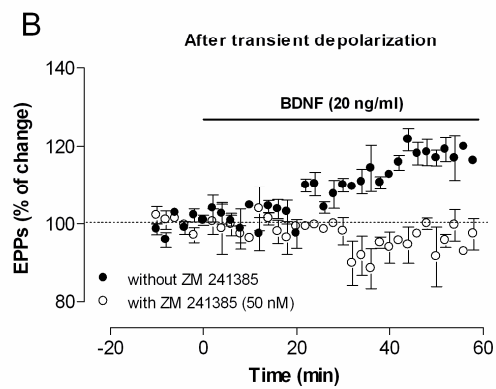 B
After transient depolarization
BDNF (20 ng/ml)
EPPs (% of change)
140
120
100
80
without ZM 241385
with ZM 241385 (50 nM)
-20
0
20
40
60
Time (min)